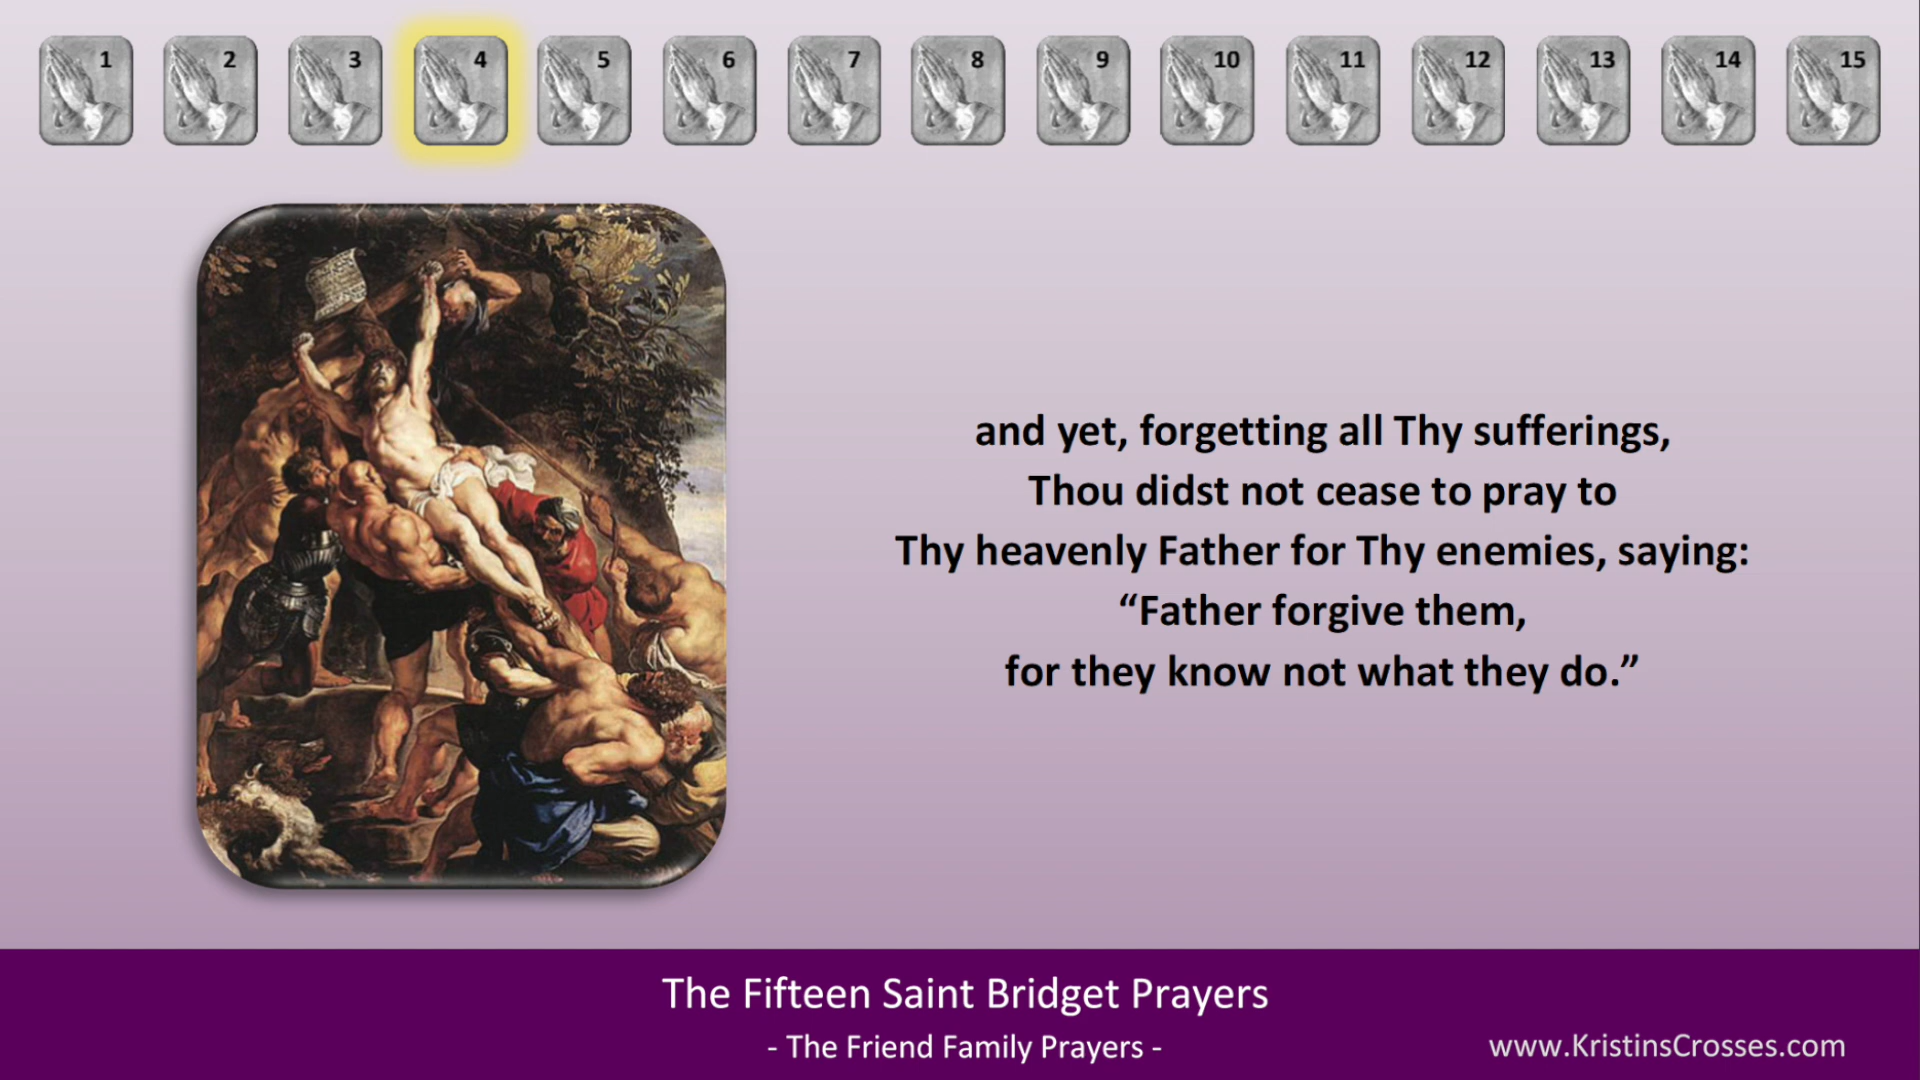 1 2 3 4 5 6 7 8 9 10 11 12 13 14 15
and yet, forgetting all Thy sufferings,
Thou didst not cease to pray to
Thy heavenly Father for Thy enemies, saying:
“Father forgive them,
for they know not what they do.”
The Fifteen Saint Bridget Prayers
- The Friend Family Prayers -
www.KristinsCrosses.com